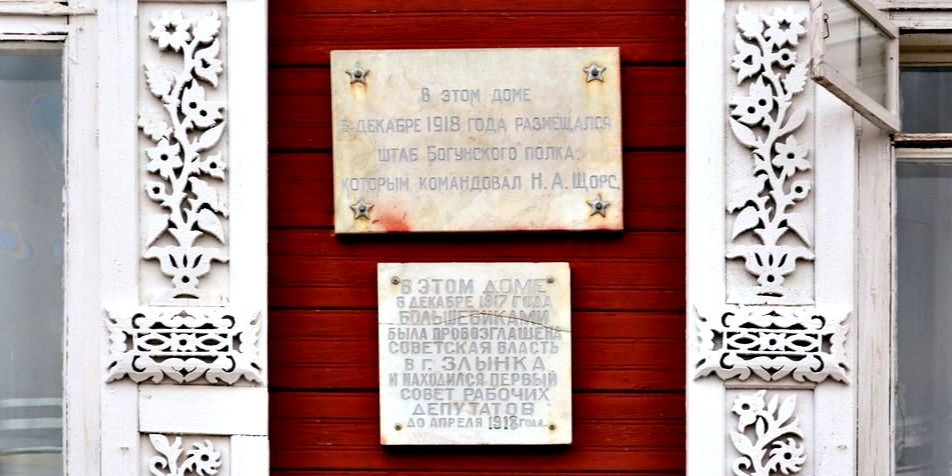 В этом доме
в декабре 1918 года размещался
штаб Богунского полка,
которым командовал Н.А.Щорс.
В ЭТОМ ДОМЕ
В ДЕКАБРЕ 1917 ГОДА
БОЛЬШЕВИКАМИ
БЫЛА ПРОВОЗГЛАШЕНА
СОВЕТСКАЯ ВЛАСТЬ
В Г. ЗЛЫНКА
И НАХОДИЛСЯ ПЕРВЫЙ
СОВЕТ РАБОЧИХ
ДЕПУТАТОВ
ДО АПРЕЛЯ 1918 ГОДА.